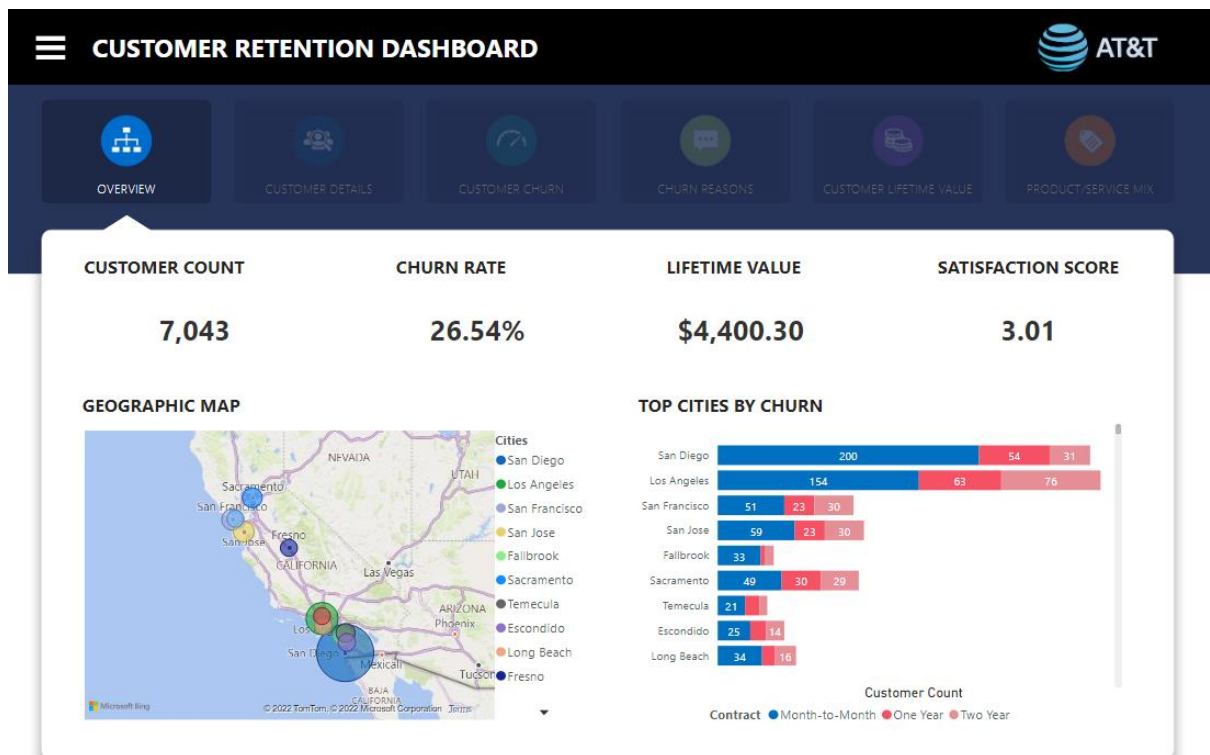 CUSTOMER RETENTION DASHBOARD
AT&T
OVERVIEW
CUSTOMER DETAILS
CUSTOMER CHURN
CHURN REASONS
CUSTOMER LIFETIME VALUE
PRODUCT/SERVICE MIX
CUSTOMER COUNT
7,043
CHURN RATE
26.54%
LIFETIME VALUE
$4,400.30
SATISFACTION SCORE
3.01
GEOGRAPHIC MAP
NEVADA
UTAH
Sacramento
San Francisco
San Jose
Fresno
CALIFORNIA
Las Vegas
ARIZONA
Phoenix
Los
San Diego
Mexicali
Tucson
BAJA
CALIFORNIA
Microsoft Bing
© 2022 TomTom, © 2022 Microsoft Corporation Terms
Cities
San Diego
Los Angeles
San Francisco
San Jose
Fallbrook
Sacramento
Temecula
Escondido
Long Beach
Fresno
TOP CITIES BY CHURN
San Diego 200 54 31
Los Angeles 154 63 76
San Francisco 51 23 30
San Jose 59 23 30
Fallbrook 33
Sacramento 49 30 29
Temecula 21
Escondido 25 14
Long Beach 34 16
Customer Count
Contract Month-to-Month One Year Two Year